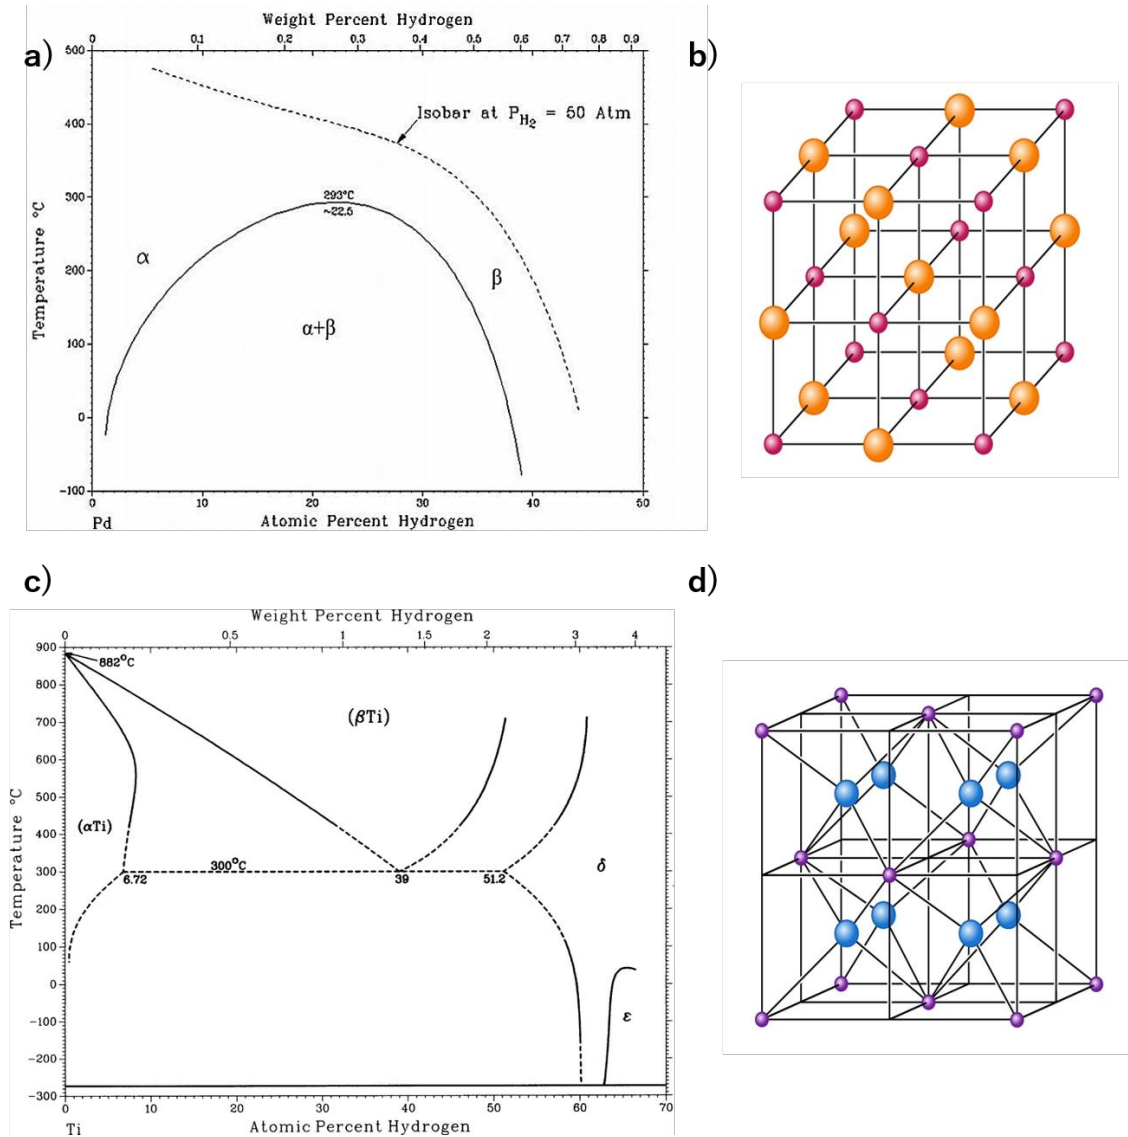 a)
Weight Percent Hydrogen
0 0.1 0.2 0.3 0.4 0.5 0.6 0.7 0.8 0.9
Temperature °C
500
400
300
200
100
0
-100
Isobar at P_H2 = 50 Atm
293°C
~22.5
α
β
α+β
0 10 20 30 40 50
Pd
Atomic Percent Hydrogen
b)
c)
Weight Percent Hydrogen
0 0.5 1 1.5 2 3 4
Temperature °C
900
800
700
600
500
400
300
200
100
0
-100
-200
-300
882°C
(βTi)
(αTi)
300°C
6.72 39 51.2
δ
ε
0 10 20 30 40 50 60 70
Ti
Atomic Percent Hydrogen
d)